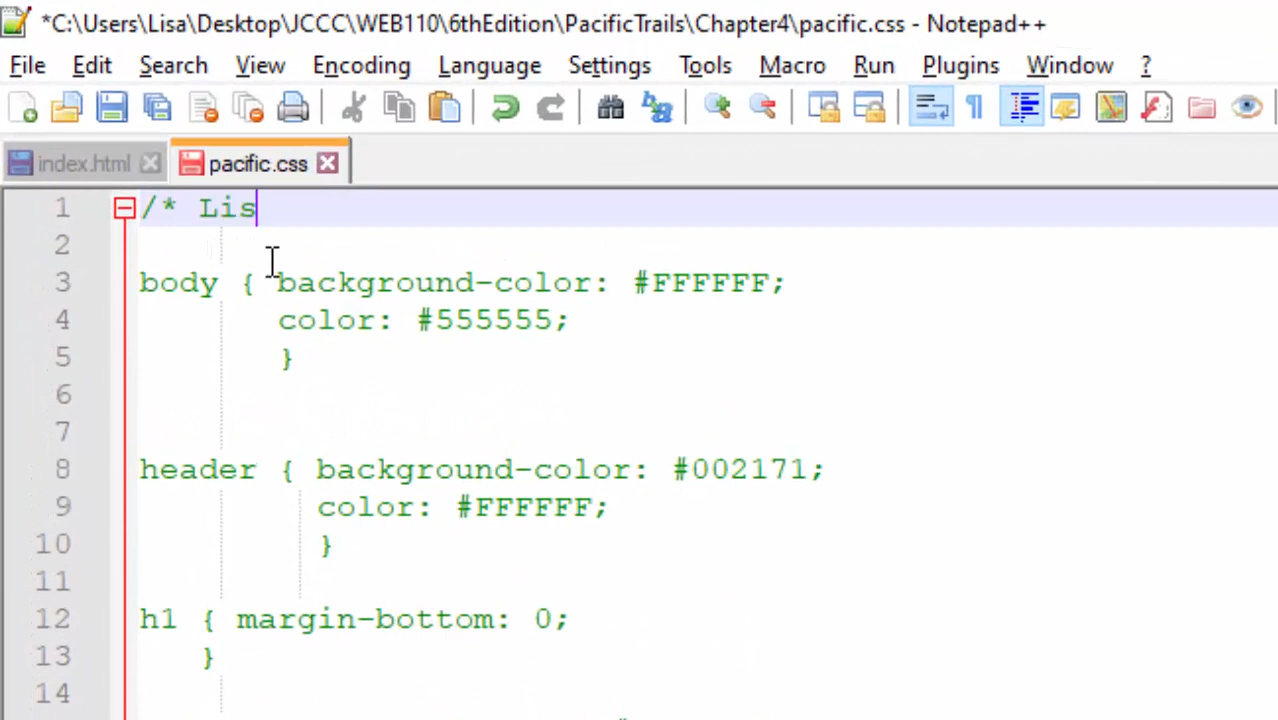 *C:\Users\Lisa\Desktop\JCCC\WEB110\6thEdition\PacificTrails\Chapter4\pacific.css - Notepad++
File Edit Search View Encoding Language Settings Tools Macro Run Plugins Window ?
index.html pacific.css
1 /* Lis
2
3 body { background-color: #FFFFFF;
4 color: #555555;
5 }
6
7
8 header { background-color: #002171;
9 color: #FFFFFF;
10 }
11
12 h1 { margin-bottom: 0;
13 }
14